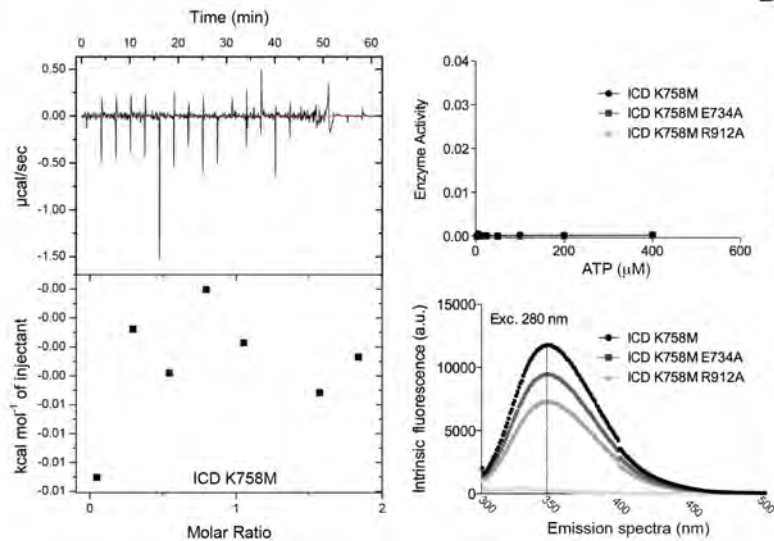 Time (min)
0 10 20 30 40 50 60
0.50
0.00
-0.50
-1.00
-1.50
µcal/sec
-0.00
-0.00
-0.00
-0.00
-0.00
-0.01
-0.01
-0.01
kcal mol⁻¹ of injectant
ICD K758M
0 1 2
Molar Ratio
0.04
0.03
0.02
0.01
0.00
Enzyme Activity
ICD K758M
ICD K758M E734A
ICD K758M R912A
0 200 400 600
ATP (µM)
15000
10000
5000
0
Intrinsic fluorescence (a.u.)
Exc. 280 nm
ICD K758M
ICD K758M E734A
ICD K758M R912A
300 350 400 450 500
Emission spectra (nm)